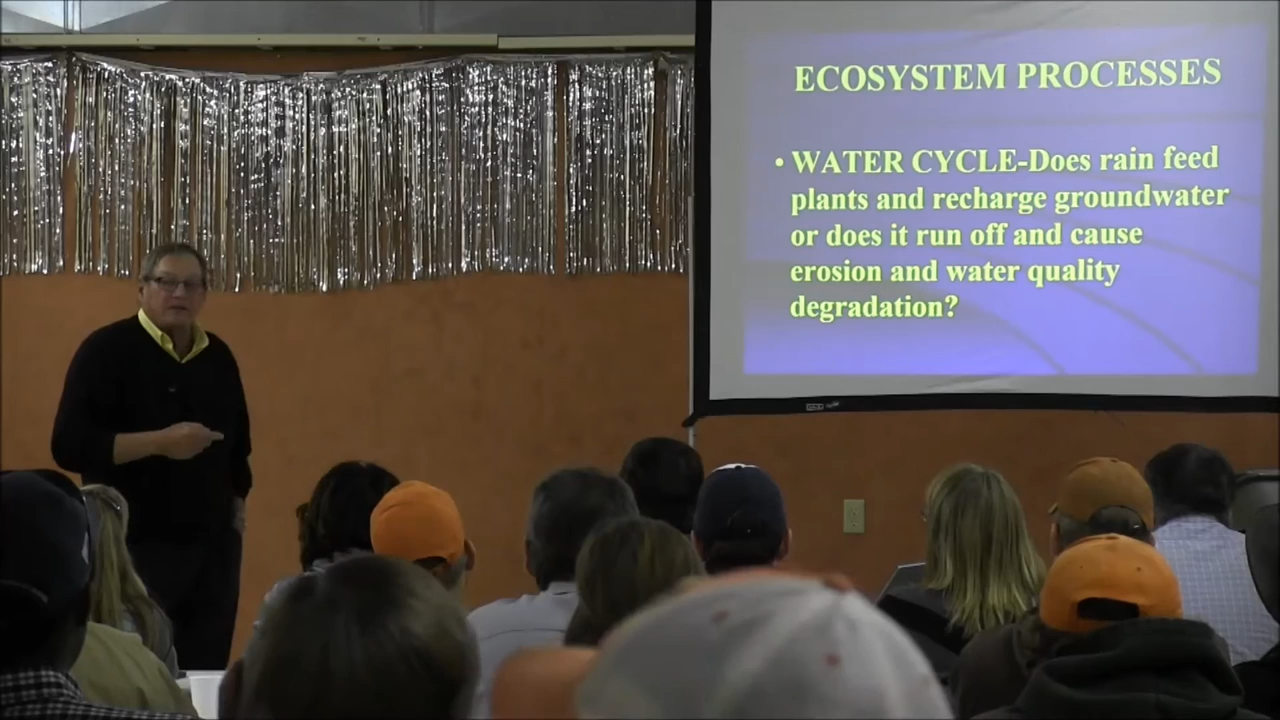 ECOSYSTEM PROCESSES
• WATER CYCLE-Does rain feed
plants and recharge groundwater
or does it run off and cause
erosion and water quality
degradation?